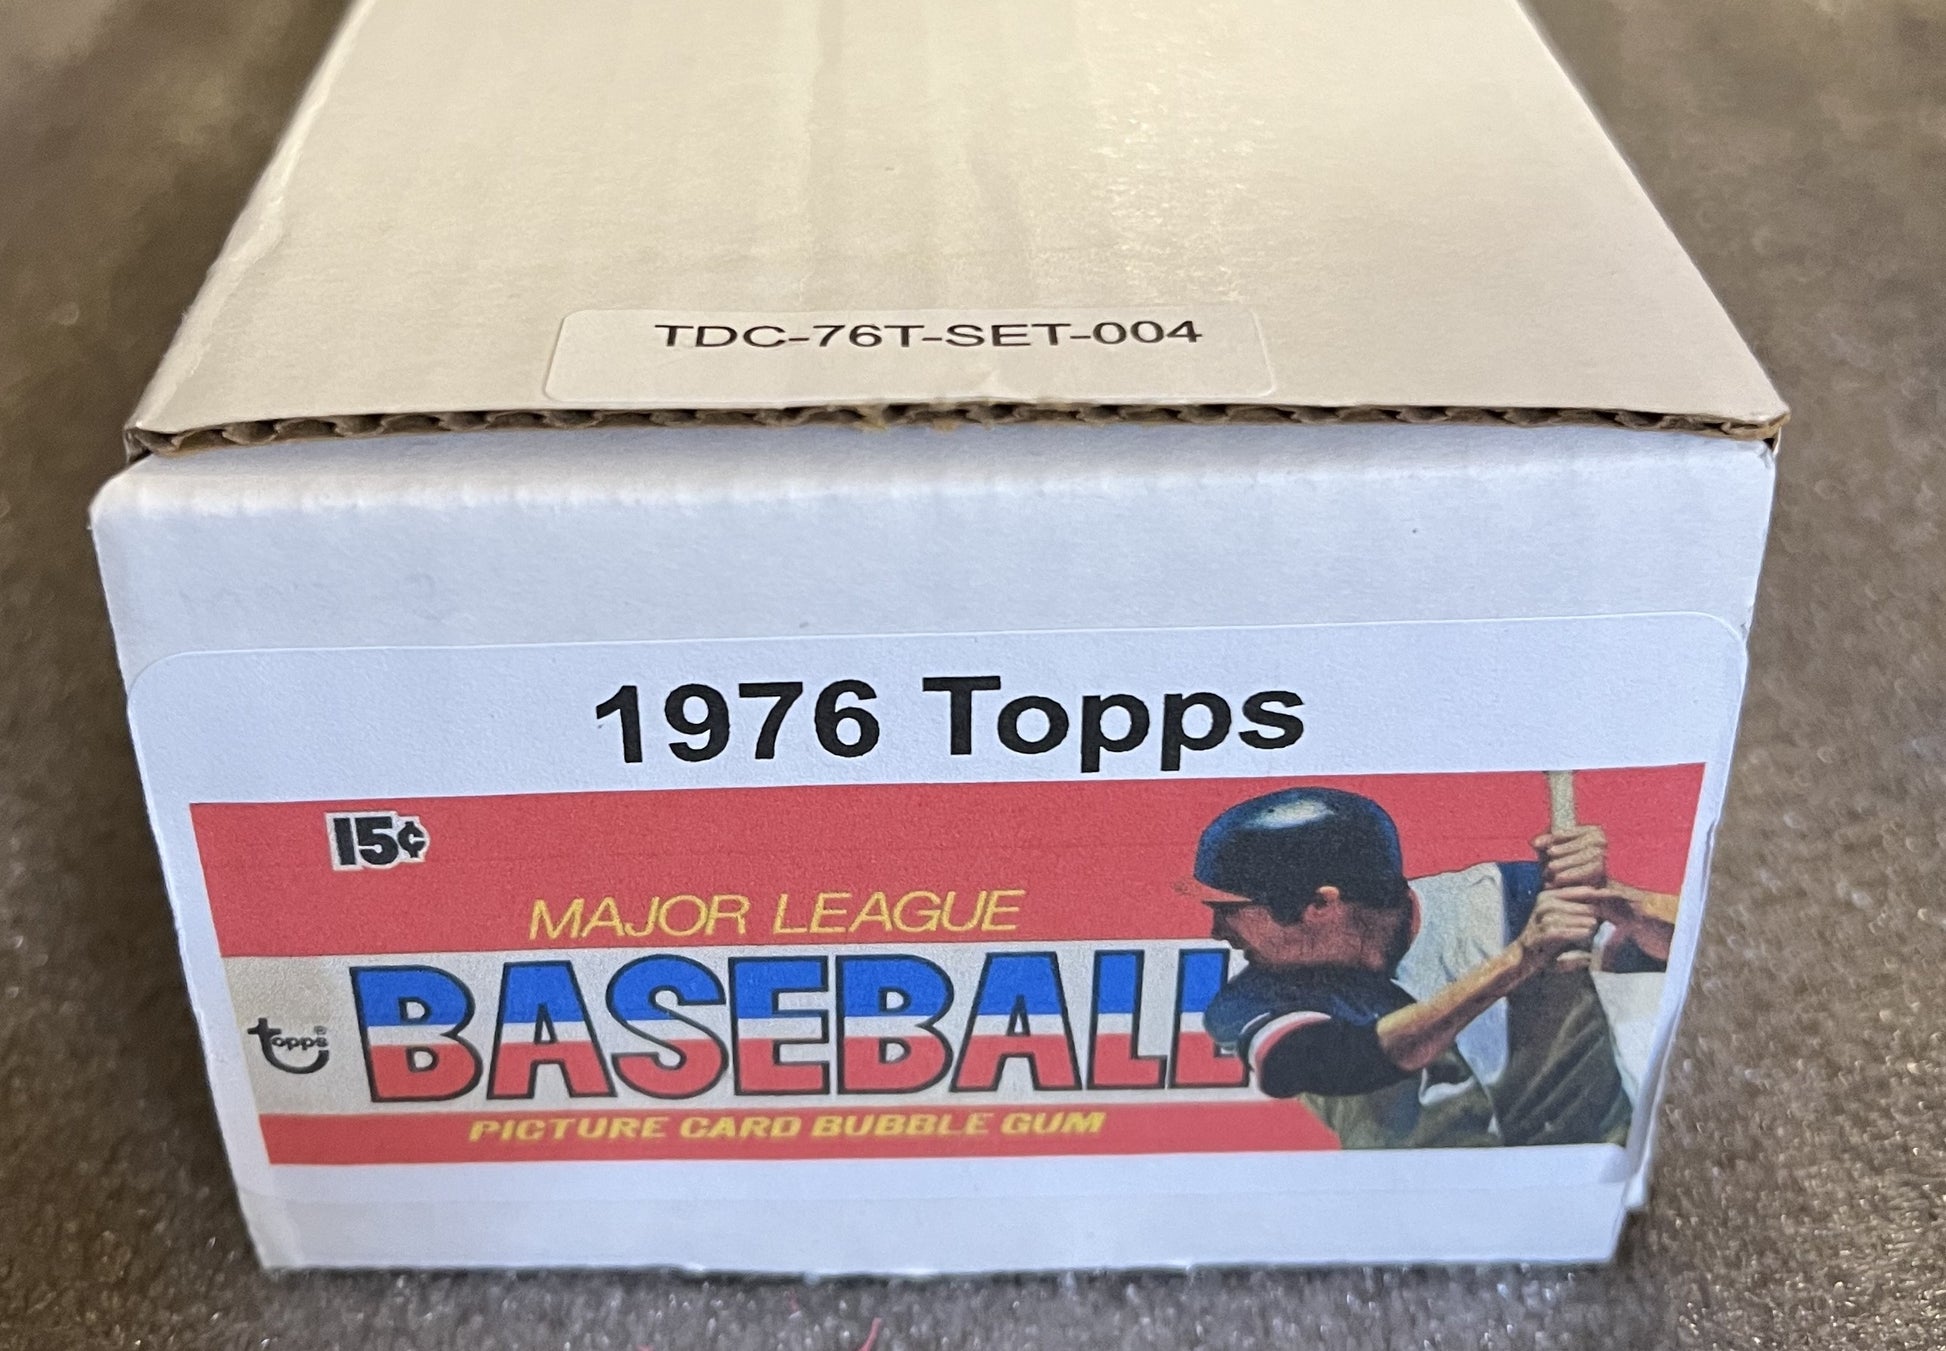 TDC-76T-SET-004
1976 Topps
15¢
MAJOR LEAGUE
BASEBALL
topps®
PICTURE CARD BUBBLE GUM